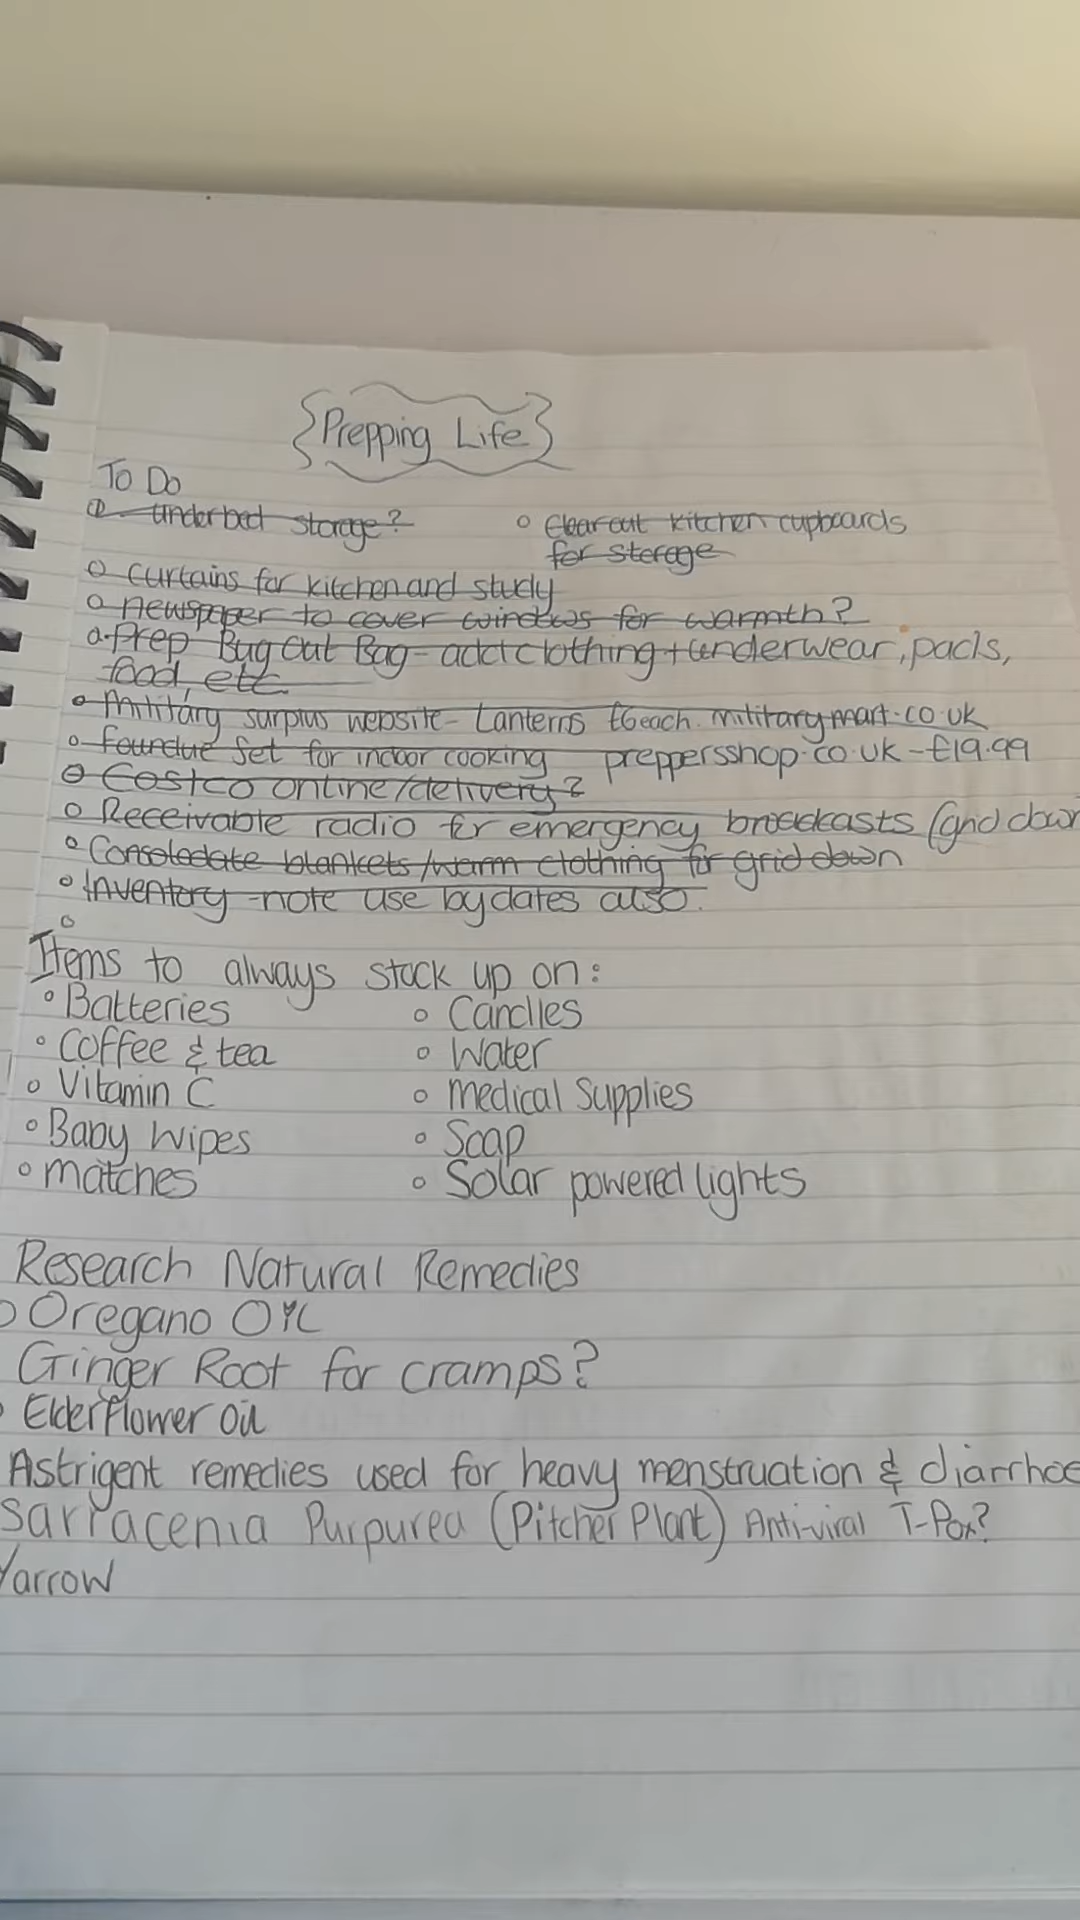 Prepping Life
To Do
underbed storage?
Clear out kitchen cupboards
for storage
curtains for kitchen and study
newspaper to cover windows for warmth?
Prep Bug Out Bag - add clothing + underwear, pads,
food, etc
Military surplus website - Lanterns £6 each. militarymart.co.uk
Foundue Set for indoor cooking preppersshop.co.uk - £19.99
Costco online/delivery?
Receivable radio for emergency broadcasts (grid down
Consoledate blankets/warm clothing for grid down
Inventory - note use by dates also.
Items to always stock up on:
Batteries
Candles
Coffee & tea
Water
Vitamin C
Medical Supplies
Baby Wipes
Soap
matches
Solar powered lights
Research Natural Remedies
Oregano Oil
Ginger Root for cramps?
Elderflower Oil
Astrigent remedies used for heavy menstruation & diarrhoe
Sarracenia Purpurea (Pitcher Plant) Anti-viral T-Pox?
Yarrow